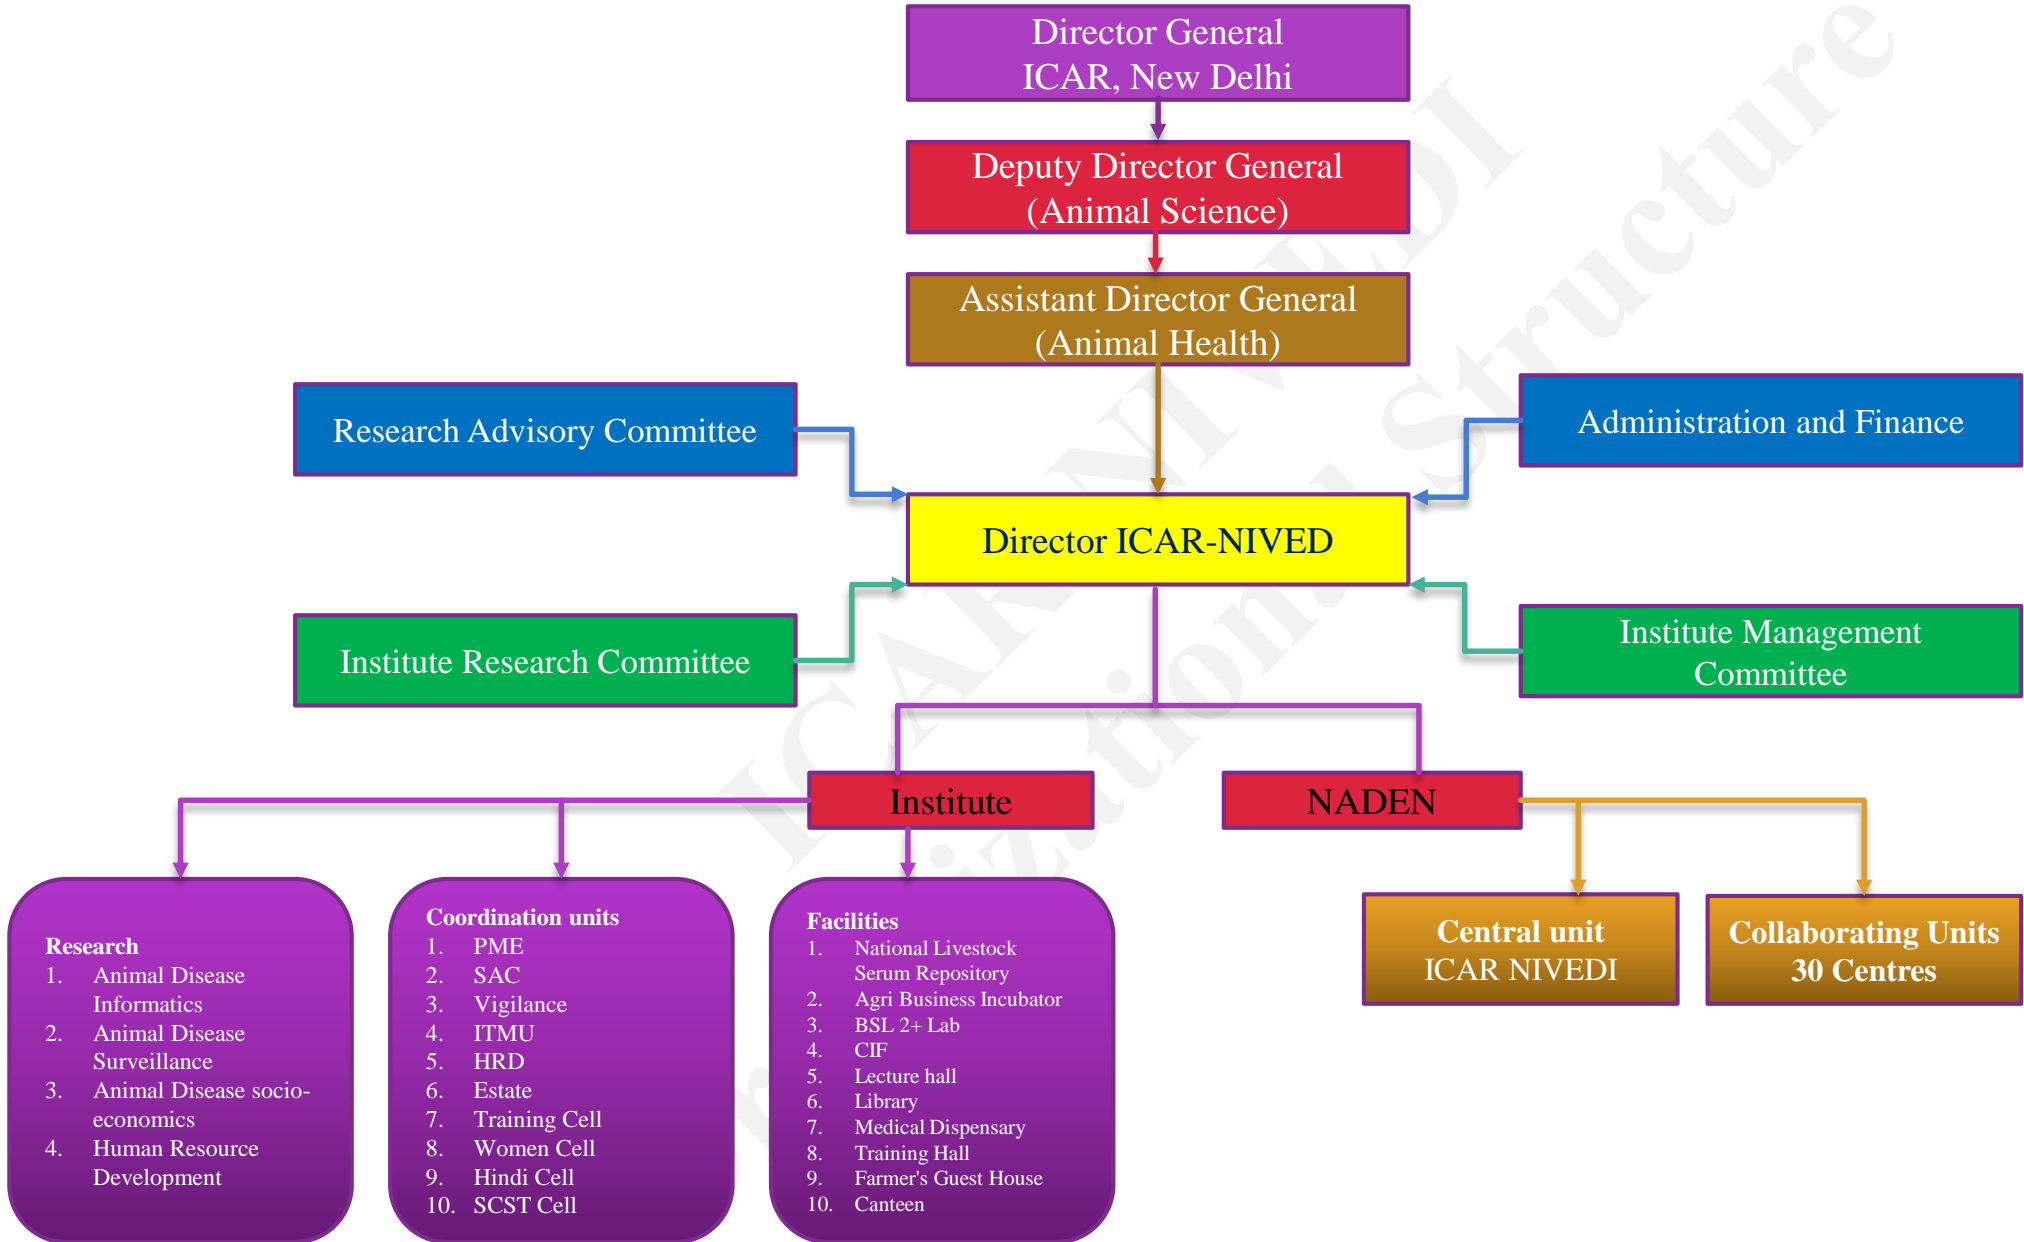 Director General
ICAR, New Delhi
Deputy Director General
(Animal Science)
Assistant Director General
(Animal Health)
Research Advisory Committee
Administration and Finance
Director ICAR-NIVED
Institute Research Committee
Institute Management
Committee
Institute
NADEN
Research
1. Animal Disease
Informatics
2. Animal Disease
Surveillance
3. Animal Disease socio-
economics
4. Human Resource
Development
Coordination units
1. PME
2. SAC
3. Vigilance
4. ITMU
5. HRD
6. Estate
7. Training Cell
8. Women Cell
9. Hindi Cell
10. SCST Cell
Facilities
1. National Livestock
Serum Repository
2. Agri Business Incubator
3. BSL 2+ Lab
4. CIF
5. Lecture hall
6. Library
7. Medical Dispensary
8. Training Hall
9. Farmer's Guest House
10. Canteen
Central unit
ICAR NIVEDI
Collaborating Units
30 Centres
Structure